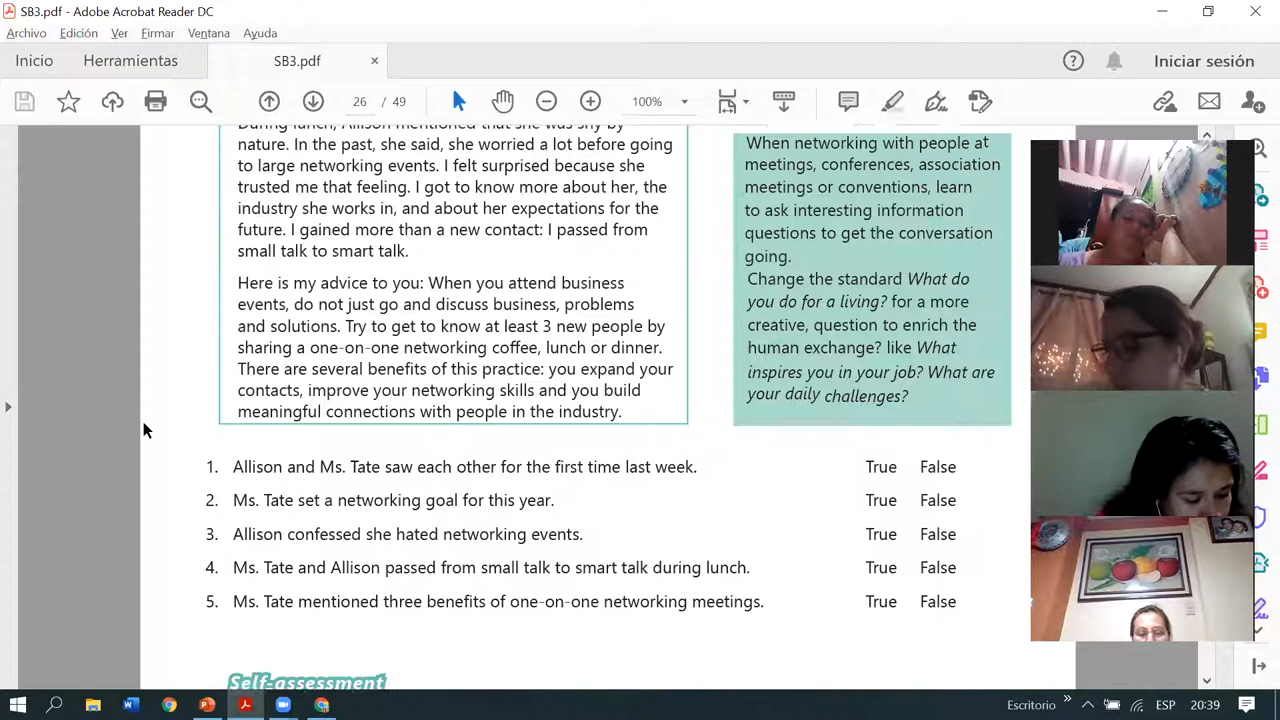 SB3.pdf - Adobe Acrobat Reader DC
Archivo Edición Ver Firmar Ventana Ayuda
Inicio Herramientas SB3.pdf × Iniciar sesión
26 / 49 100%
During lunch, Allison mentioned that she was shy by
nature. In the past, she said, she worried a lot before going
to large networking events. I felt surprised because she
trusted me that feeling. I got to know more about her, the
industry she works in, and about her expectations for the
future. I gained more than a new contact: I passed from
small talk to smart talk.
Here is my advice to you: When you attend business
events, do not just go and discuss business, problems
and solutions. Try to get to know at least 3 new people by
sharing a one-on-one networking coffee, lunch or dinner.
There are several benefits of this practice: you expand your
contacts, improve your networking skills and you build
meaningful connections with people in the industry.
When networking with people at
meetings, conferences, association
meetings or conventions, learn
to ask interesting information
questions to get the conversation
going.
Change the standard What do
you do for a living? for a more
creative, question to enrich the
human exchange? like What
inspires you in your job? What are
your daily challenges?
1. Allison and Ms. Tate saw each other for the first time last week. True False
2. Ms. Tate set a networking goal for this year. True False
3. Allison confessed she hated networking events. True False
4. Ms. Tate and Allison passed from small talk to smart talk during lunch. True False
5. Ms. Tate mentioned three benefits of one-on-one networking meetings. True False
Self-assessment
Escritorio » ESP 20:39